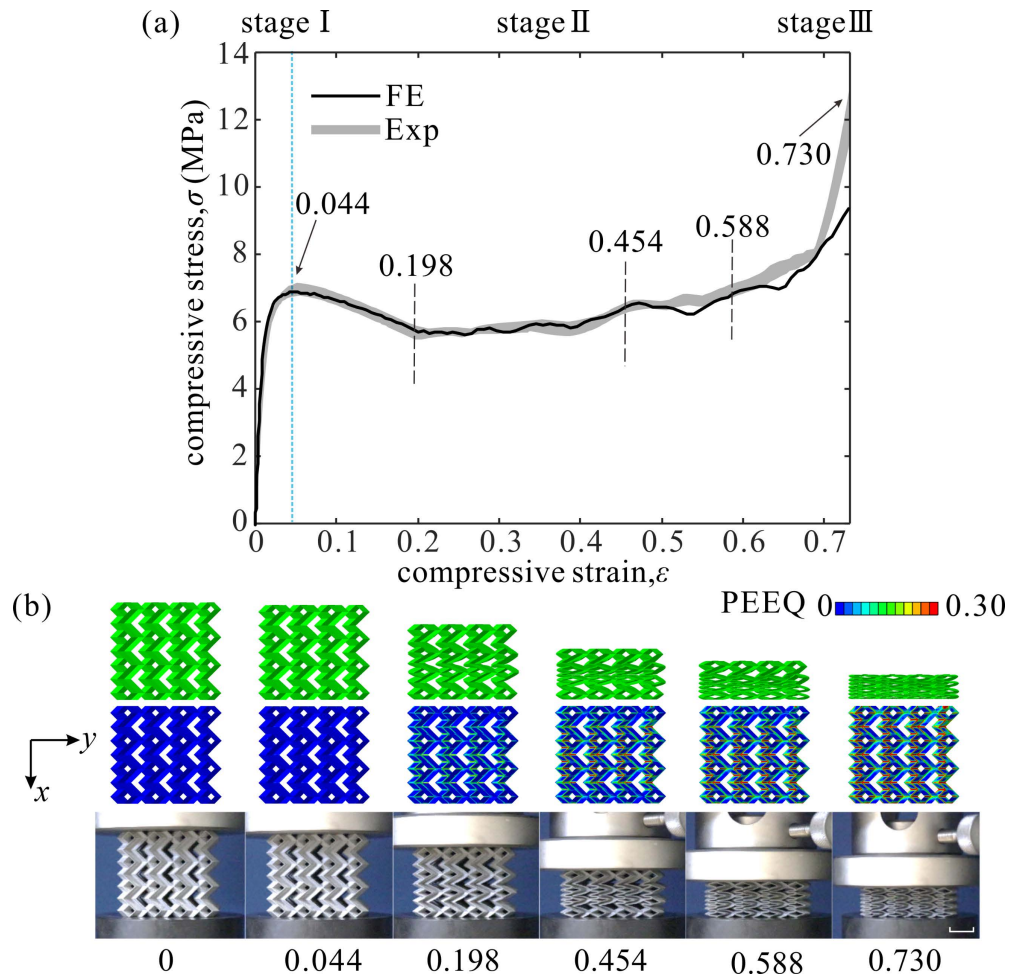 (a)
stage Ⅰ stage Ⅱ stage Ⅲ
14
12
10
8
6
4
2
0
compressive stress,σ (MPa)
FE
Exp
0.044
0.198
0.454
0.588
0.730
0 0.1 0.2 0.3 0.4 0.5 0.6 0.7
compressive strain,ε
(b)
PEEQ 0 0.30
y
x
0 0.044 0.198 0.454 0.588 0.730